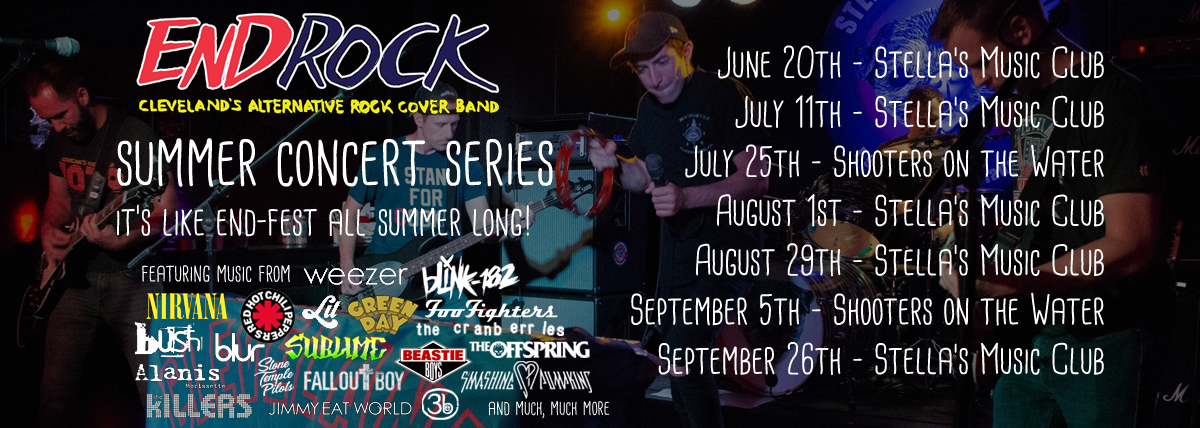 ENDROCK
CLEVELAND'S ALTERNATIVE ROCK COVER BAND
SUMMER CONCERT SERIES
IT'S LIKE END-FEST ALL SUMMER LONG!
FEATURING MUSIC FROM weezer blink-182
NIRVANA RED HOT CHILI PEPPERS Lit GREEN DAY Foo Fighters
the cranberries
bush blur SUBLIME BEASTIE BOYS THE OFFSPRING
Alanis Morissette Stone Temple Pilots FALL OUT BOY SMASHING PUMPKINS
the KILLERS JIMMY EAT WORLD 3b AND MUCH, MUCH MORE
JUNE 20TH - STELLA'S MUSIC CLUB
JULY 11TH - STELLA'S MUSIC CLUB
JULY 25TH - SHOOTERS ON THE WATER
AUGUST 1ST - STELLA'S MUSIC CLUB
AUGUST 29TH - STELLA'S MUSIC CLUB
SEPTEMBER 5TH - SHOOTERS ON THE WATER
SEPTEMBER 26TH - STELLA'S MUSIC CLUB
STAND
FOR